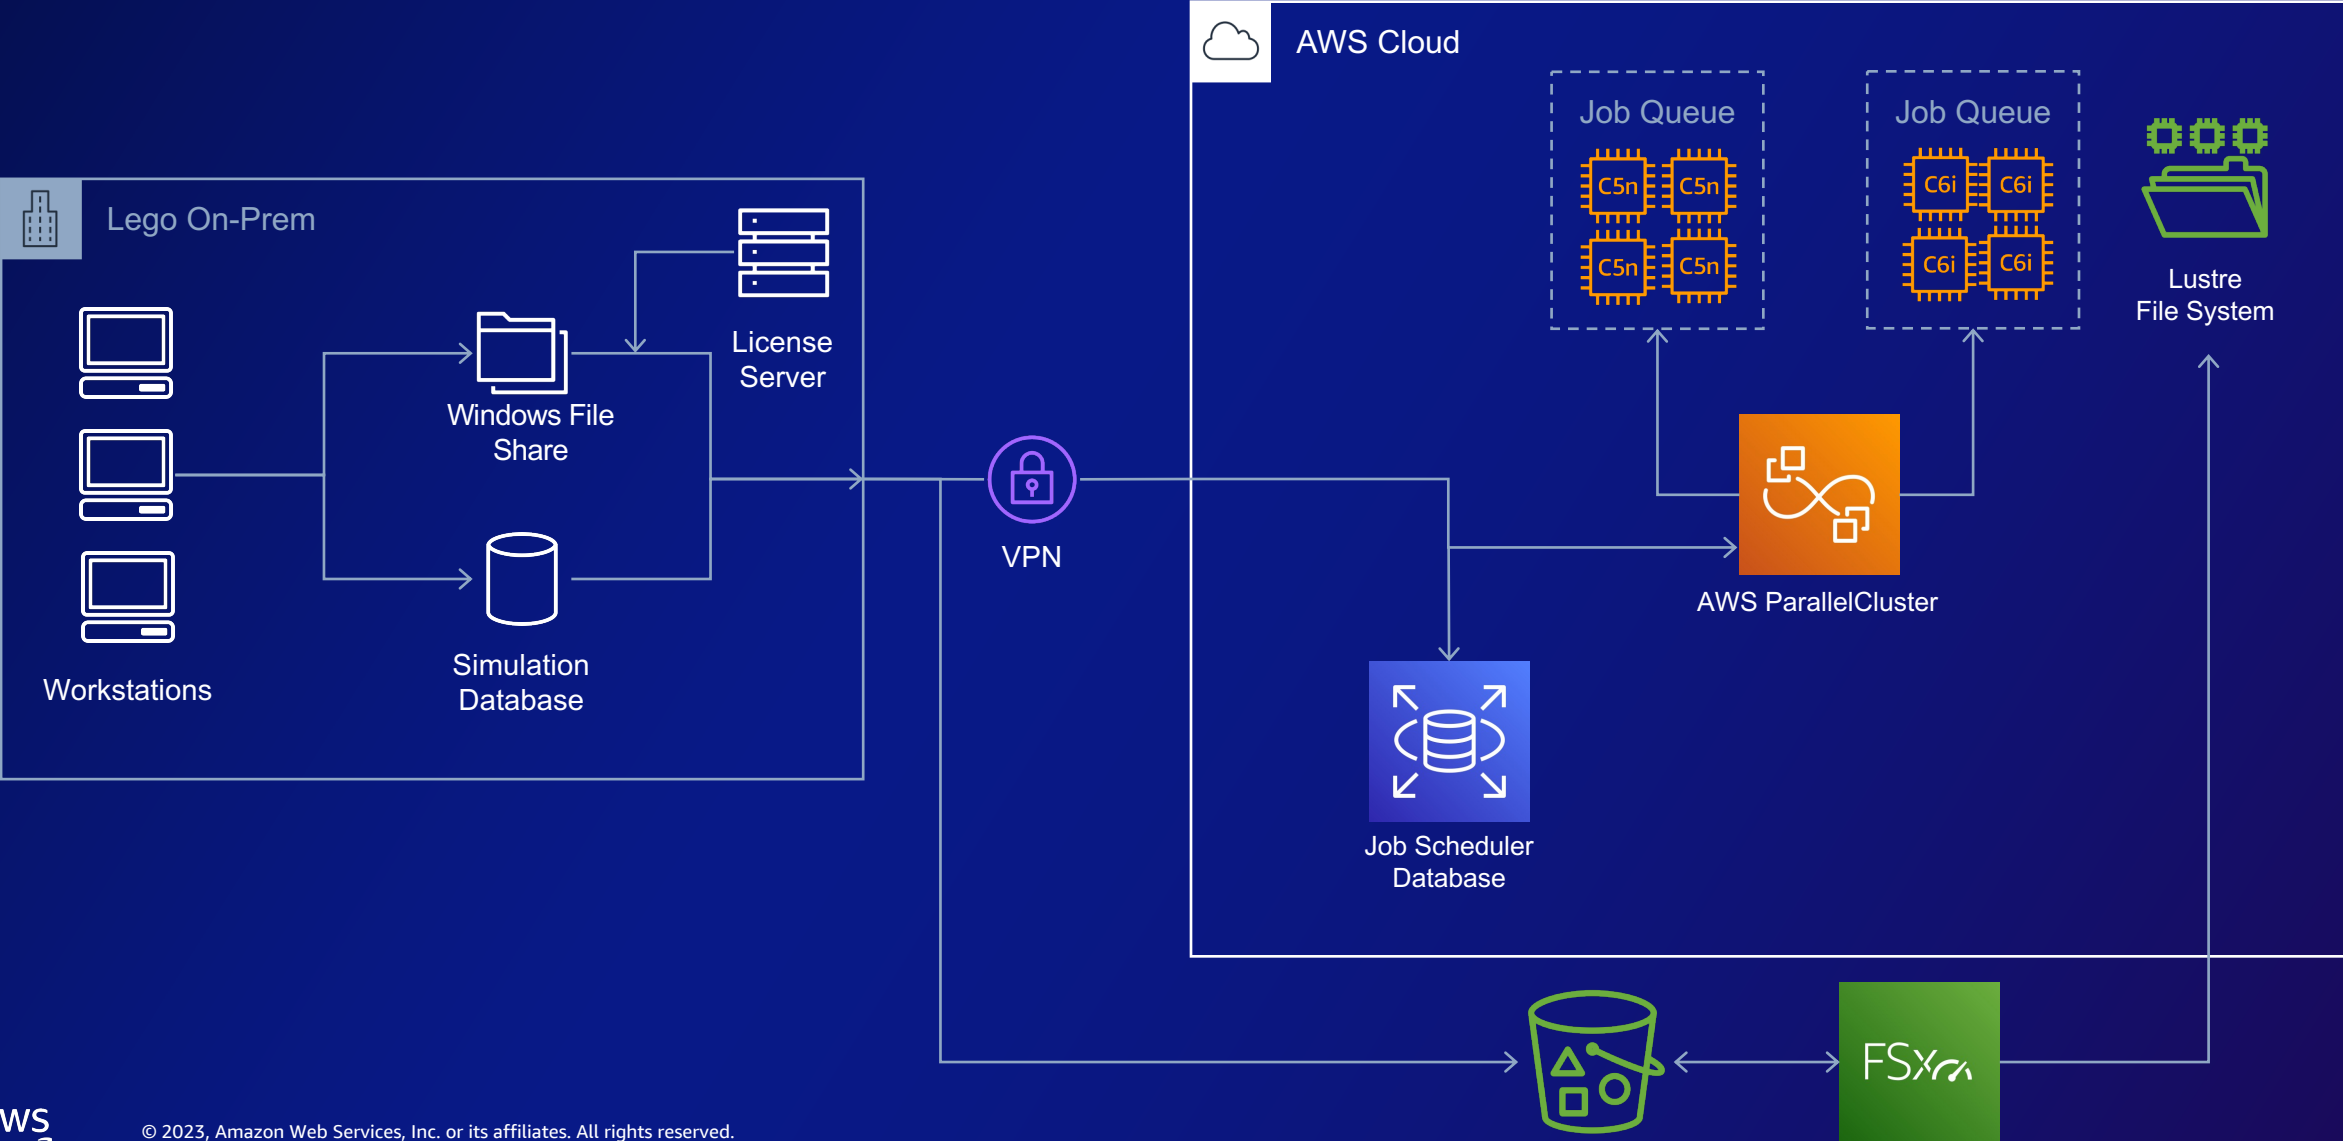 AWS Cloud
Job Queue
C5n C5n
C5n C5n
Job Queue
C6i C6i
C6i C6i
Lustre
File System
Lego On-Prem
License
Server
Windows File
Share
VPN
AWS ParallelCluster
Simulation
Database
Workstations
Job Scheduler
Database
FSx
ws
© 2023, Amazon Web Services, Inc. or its affiliates. All rights reserved.